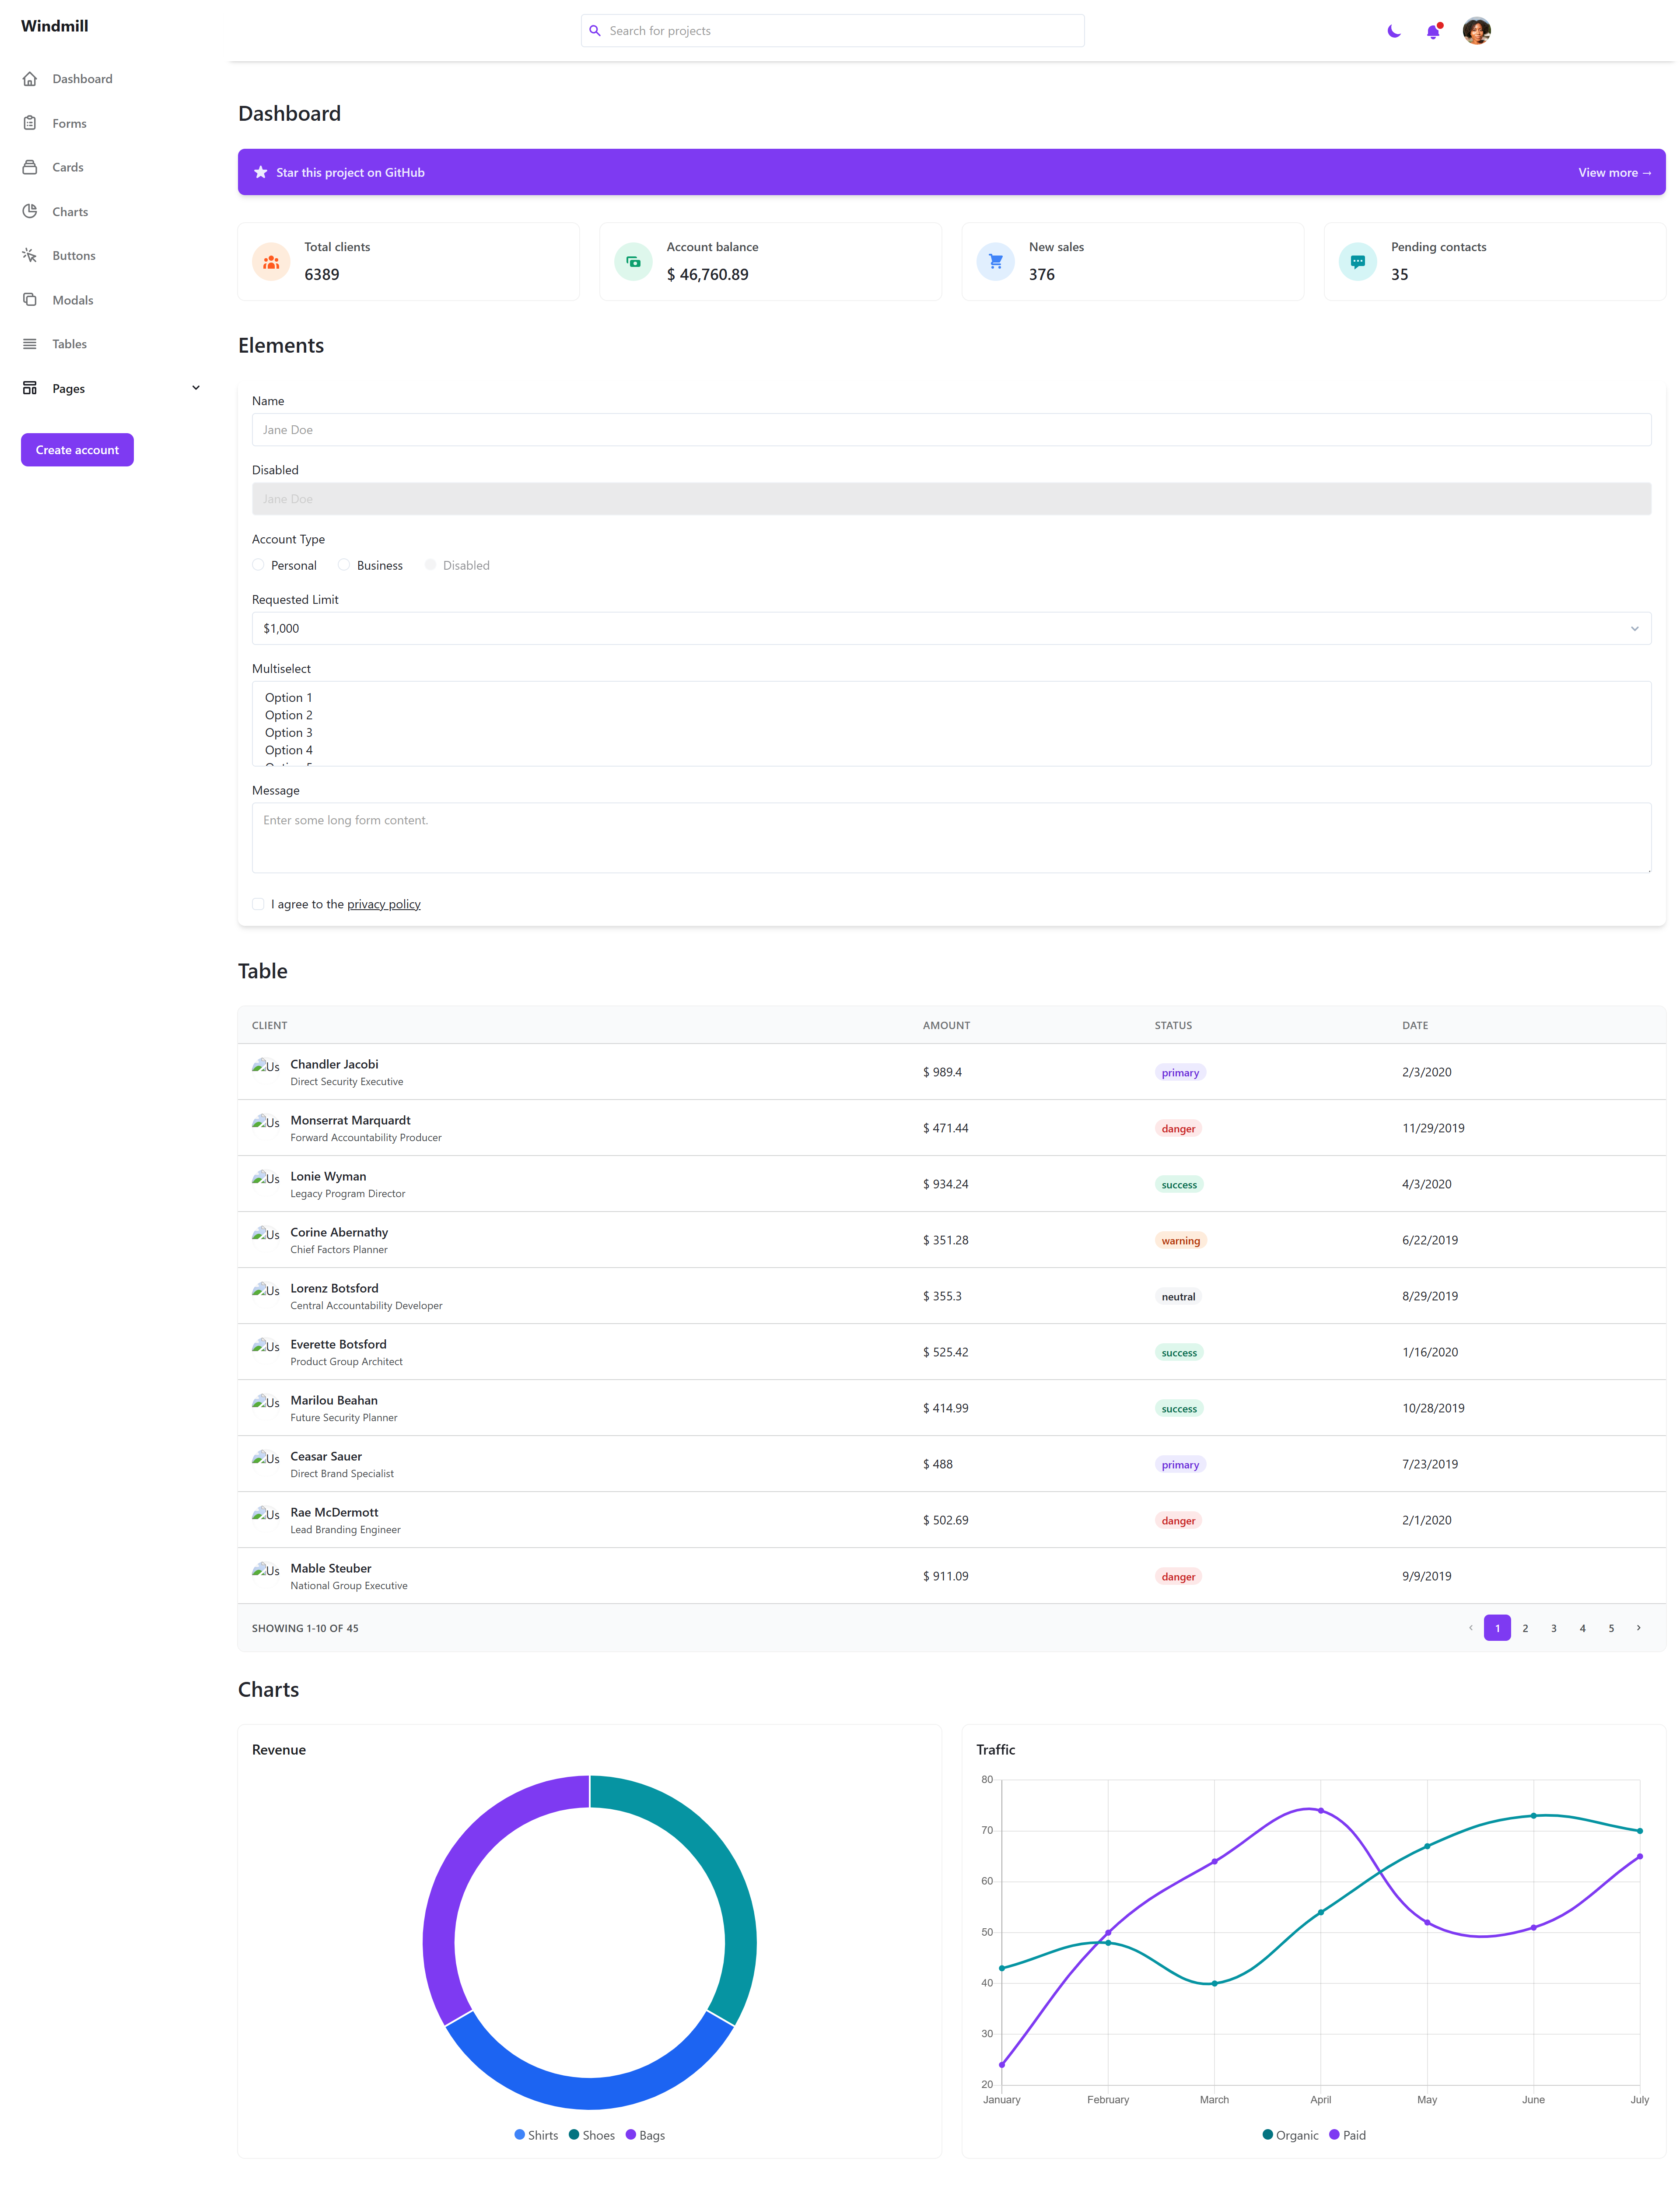 Windmill
Search for projects
Dashboard
Forms
Cards
Charts
Buttons
Modals
Tables
Pages
Create account
Dashboard
Star this project on GitHub
View more →
Total clients
6389
Account balance
$ 46,760.89
New sales
376
Pending contacts
35
Elements
Name
Jane Doe
Disabled
Jane Doe
Account Type
Personal Business Disabled
Requested Limit
$1,000
Multiselect
Option 1
Option 2
Option 3
Option 4
Message
Enter some long form content.
I agree to the privacy policy
Table
CLIENT AMOUNT STATUS DATE
Us Chandler Jacobi
Direct Security Executive
$ 989.4 primary 2/3/2020
Us Monserrat Marquardt
Forward Accountability Producer
$ 471.44 danger 11/29/2019
Us Lonie Wyman
Legacy Program Director
$ 934.24 success 4/3/2020
Us Corine Abernathy
Chief Factors Planner
$ 351.28 warning 6/22/2019
Us Lorenz Botsford
Central Accountability Developer
$ 355.3 neutral 8/29/2019
Us Everette Botsford
Product Group Architect
$ 525.42 success 1/16/2020
Us Marilou Beahan
Future Security Planner
$ 414.99 success 10/28/2019
Us Ceasar Sauer
Direct Brand Specialist
$ 488 primary 7/23/2019
Us Rae McDermott
Lead Branding Engineer
$ 502.69 danger 2/1/2020
Us Mable Steuber
National Group Executive
$ 911.09 danger 9/9/2019
SHOWING 1-10 OF 45
1 2 3 4 5
Charts
Revenue
Shirts Shoes Bags
Traffic
80
70
60
50
40
30
20
January February March April May June July
Organic Paid